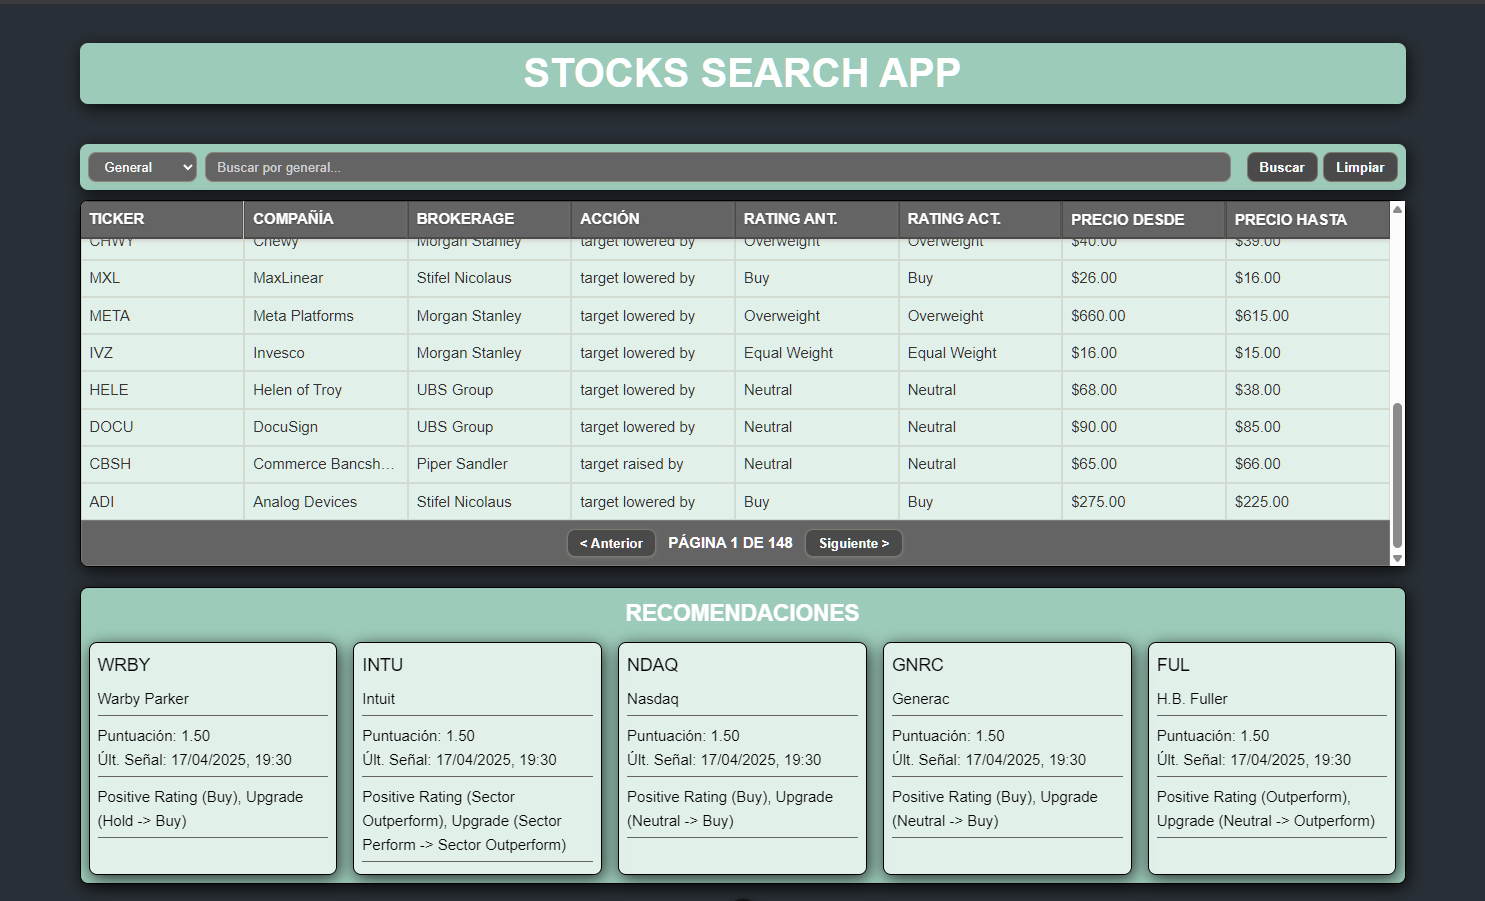 STOCKS SEARCH APP
General Buscar por general... Buscar Limpiar
TICKER COMPAÑÍA BROKERAGE ACCIÓN RATING ANT. RATING ACT. PRECIO DESDE PRECIO HASTA
CHWY Chewy Morgan Stanley target lowered by Overweight Overweight $40.00 $39.00
MXL MaxLinear Stifel Nicolaus target lowered by Buy Buy $26.00 $16.00
META Meta Platforms Morgan Stanley target lowered by Overweight Overweight $660.00 $615.00
IVZ Invesco Morgan Stanley target lowered by Equal Weight Equal Weight $16.00 $15.00
HELE Helen of Troy UBS Group target lowered by Neutral Neutral $68.00 $38.00
DOCU DocuSign UBS Group target lowered by Neutral Neutral $90.00 $85.00
CBSH Commerce Bancsh... Piper Sandler target raised by Neutral Neutral $65.00 $66.00
ADI Analog Devices Stifel Nicolaus target lowered by Buy Buy $275.00 $225.00
< Anterior PÁGINA 1 DE 148 Siguiente >
RECOMENDACIONES
WRBY
Warby Parker
Puntuación: 1.50
Últ. Señal: 17/04/2025, 19:30
Positive Rating (Buy), Upgrade
(Hold -> Buy)
INTU
Intuit
Puntuación: 1.50
Últ. Señal: 17/04/2025, 19:30
Positive Rating (Sector
Outperform), Upgrade (Sector
Perform -> Sector Outperform)
NDAQ
Nasdaq
Puntuación: 1.50
Últ. Señal: 17/04/2025, 19:30
Positive Rating (Buy), Upgrade
(Neutral -> Buy)
GNRC
Generac
Puntuación: 1.50
Últ. Señal: 17/04/2025, 19:30
Positive Rating (Buy), Upgrade
(Neutral -> Buy)
FUL
H.B. Fuller
Puntuación: 1.50
Últ. Señal: 17/04/2025, 19:30
Positive Rating (Outperform),
Upgrade (Neutral -> Outperform)